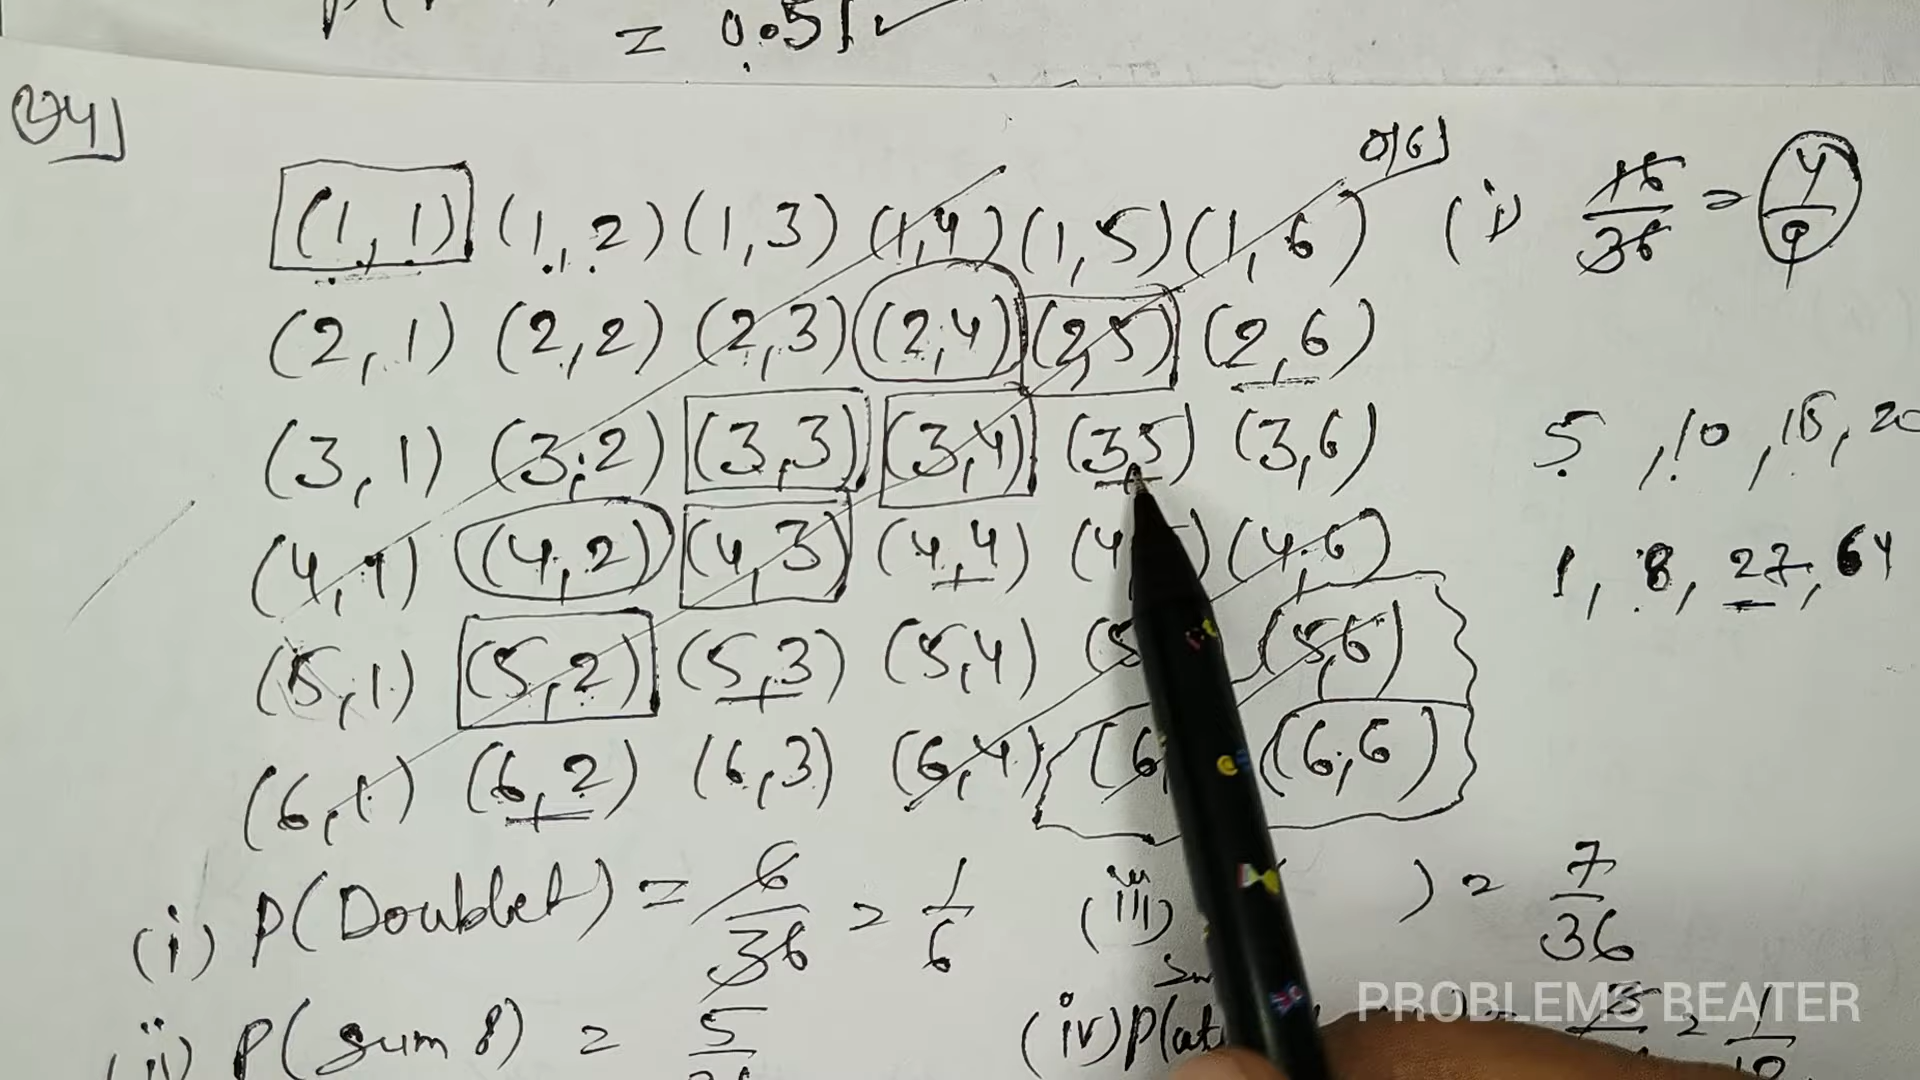 = 0.51 ✓
Q4]
(1, 1) (1, 2) (1, 3) (1, 4) (1, 5) (1, 6) (i) 16/36 = 4/9
(2, 1) (2, 2) (2, 3) (2, 4) (2, 5) (2, 6)
(3, 1) (3, 2) (3, 3) (3, 4) (3, 5) (3, 6) 5, 10, 15, 20
(4, 1) (4, 2) (4, 3) (4, 4) (4, (4, 6) 1, 8, 27, 64
(5, 1) (5, 2) (5, 3) (5, 4) (5 (5, 6)
(6, 1) (6, 2) (6, 3) (6, 4) (6, (6, 6)
(i) P(Doublet) = 6/36 = 1/6 (iii) ) = 7/36
(ii) P(sum 8) = 5 (iv) P(at
PROBLEMS BEATER